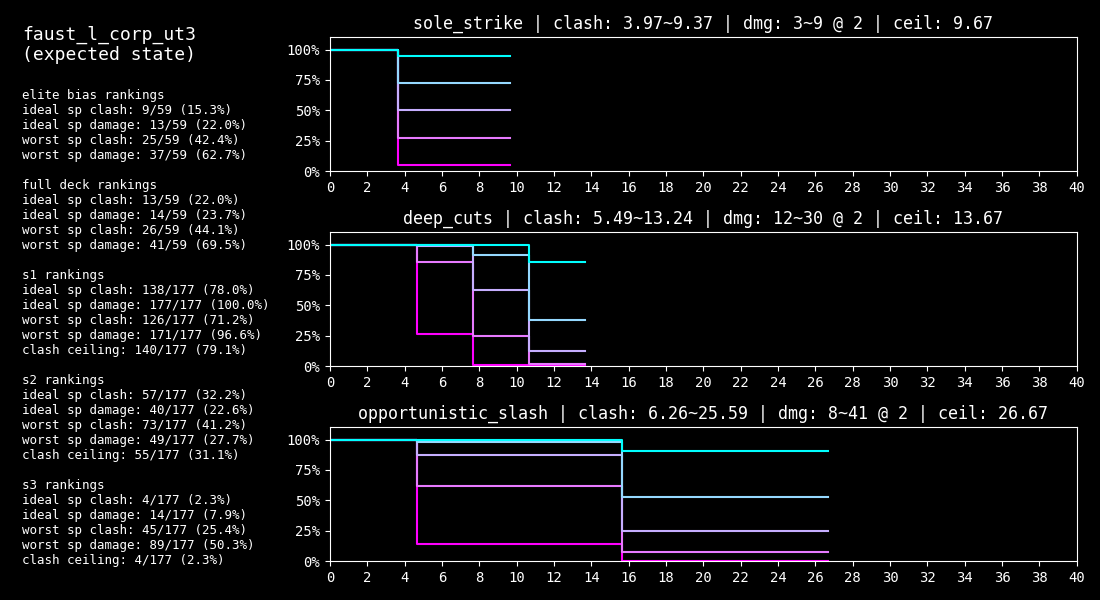 faust_l_corp_ut3
(expected state)
elite bias rankings
ideal sp clash: 9/59 (15.3%)
ideal sp damage: 13/59 (22.0%)
worst sp clash: 25/59 (42.4%)
worst sp damage: 37/59 (62.7%)
full deck rankings
ideal sp clash: 13/59 (22.0%)
ideal sp damage: 14/59 (23.7%)
worst sp clash: 26/59 (44.1%)
worst sp damage: 41/59 (69.5%)
s1 rankings
ideal sp clash: 138/177 (78.0%)
ideal sp damage: 177/177 (100.0%)
worst sp clash: 126/177 (71.2%)
worst sp damage: 171/177 (96.6%)
clash ceiling: 140/177 (79.1%)
s2 rankings
ideal sp clash: 57/177 (32.2%)
ideal sp damage: 40/177 (22.6%)
worst sp clash: 73/177 (41.2%)
worst sp damage: 49/177 (27.7%)
clash ceiling: 55/177 (31.1%)
s3 rankings
ideal sp clash: 4/177 (2.3%)
ideal sp damage: 14/177 (7.9%)
worst sp clash: 45/177 (25.4%)
worst sp damage: 89/177 (50.3%)
clash ceiling: 4/177 (2.3%)
sole_strike | clash: 3.97~9.37 | dmg: 3~9 @ 2 | ceil: 9.67
100%
75%
50%
25%
0%
0 2 4 6 8 10 12 14 16 18 20 22 24 26 28 30 32 34 36 38 40
deep_cuts | clash: 5.49~13.24 | dmg: 12~30 @ 2 | ceil: 13.67
100%
75%
50%
25%
0%
0 2 4 6 8 10 12 14 16 18 20 22 24 26 28 30 32 34 36 38 40
opportunistic_slash | clash: 6.26~25.59 | dmg: 8~41 @ 2 | ceil: 26.67
100%
75%
50%
25%
0%
0 2 4 6 8 10 12 14 16 18 20 22 24 26 28 30 32 34 36 38 40